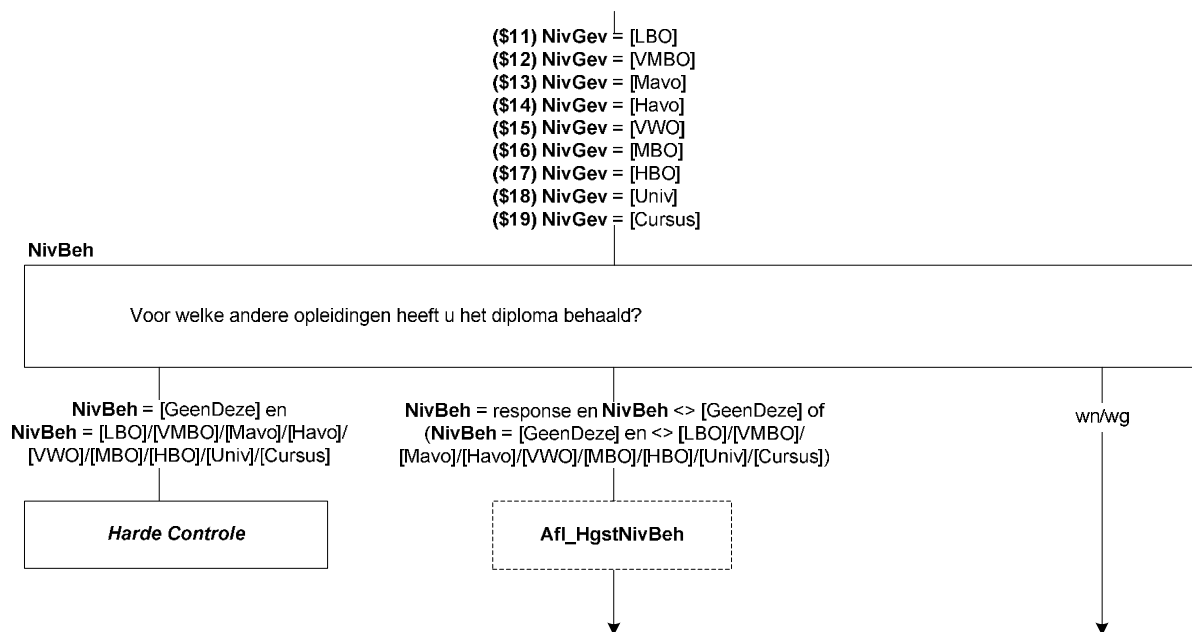 ($11) NivGev = [LBO]
($12) NivGev = [VMBO]
($13) NivGev = [Mavo]
($14) NivGev = [Havo]
($15) NivGev = [VWO]
($16) NivGev = [MBO]
($17) NivGev = [HBO]
($18) NivGev = [Univ]
($19) NivGev = [Cursus]
NivBeh
Voor welke andere opleidingen heeft u het diploma behaald?
NivBeh = [GeenDeze] en
NivBeh = [LBO]/[VMBO]/[Mavo]/[Havo]/
[VWO]/[MBO]/[HBO]/[Univ]/[Cursus]
NivBeh = response en NivBeh <> [GeenDeze] of
(NivBeh = [GeenDeze] en <> [LBO]/[VMBO]/
[Mavo]/[Havo]/[VWO]/[MBO]/[HBO]/[Univ]/[Cursus])
wn/wg
Harde Controle
Afl_HgstNivBeh